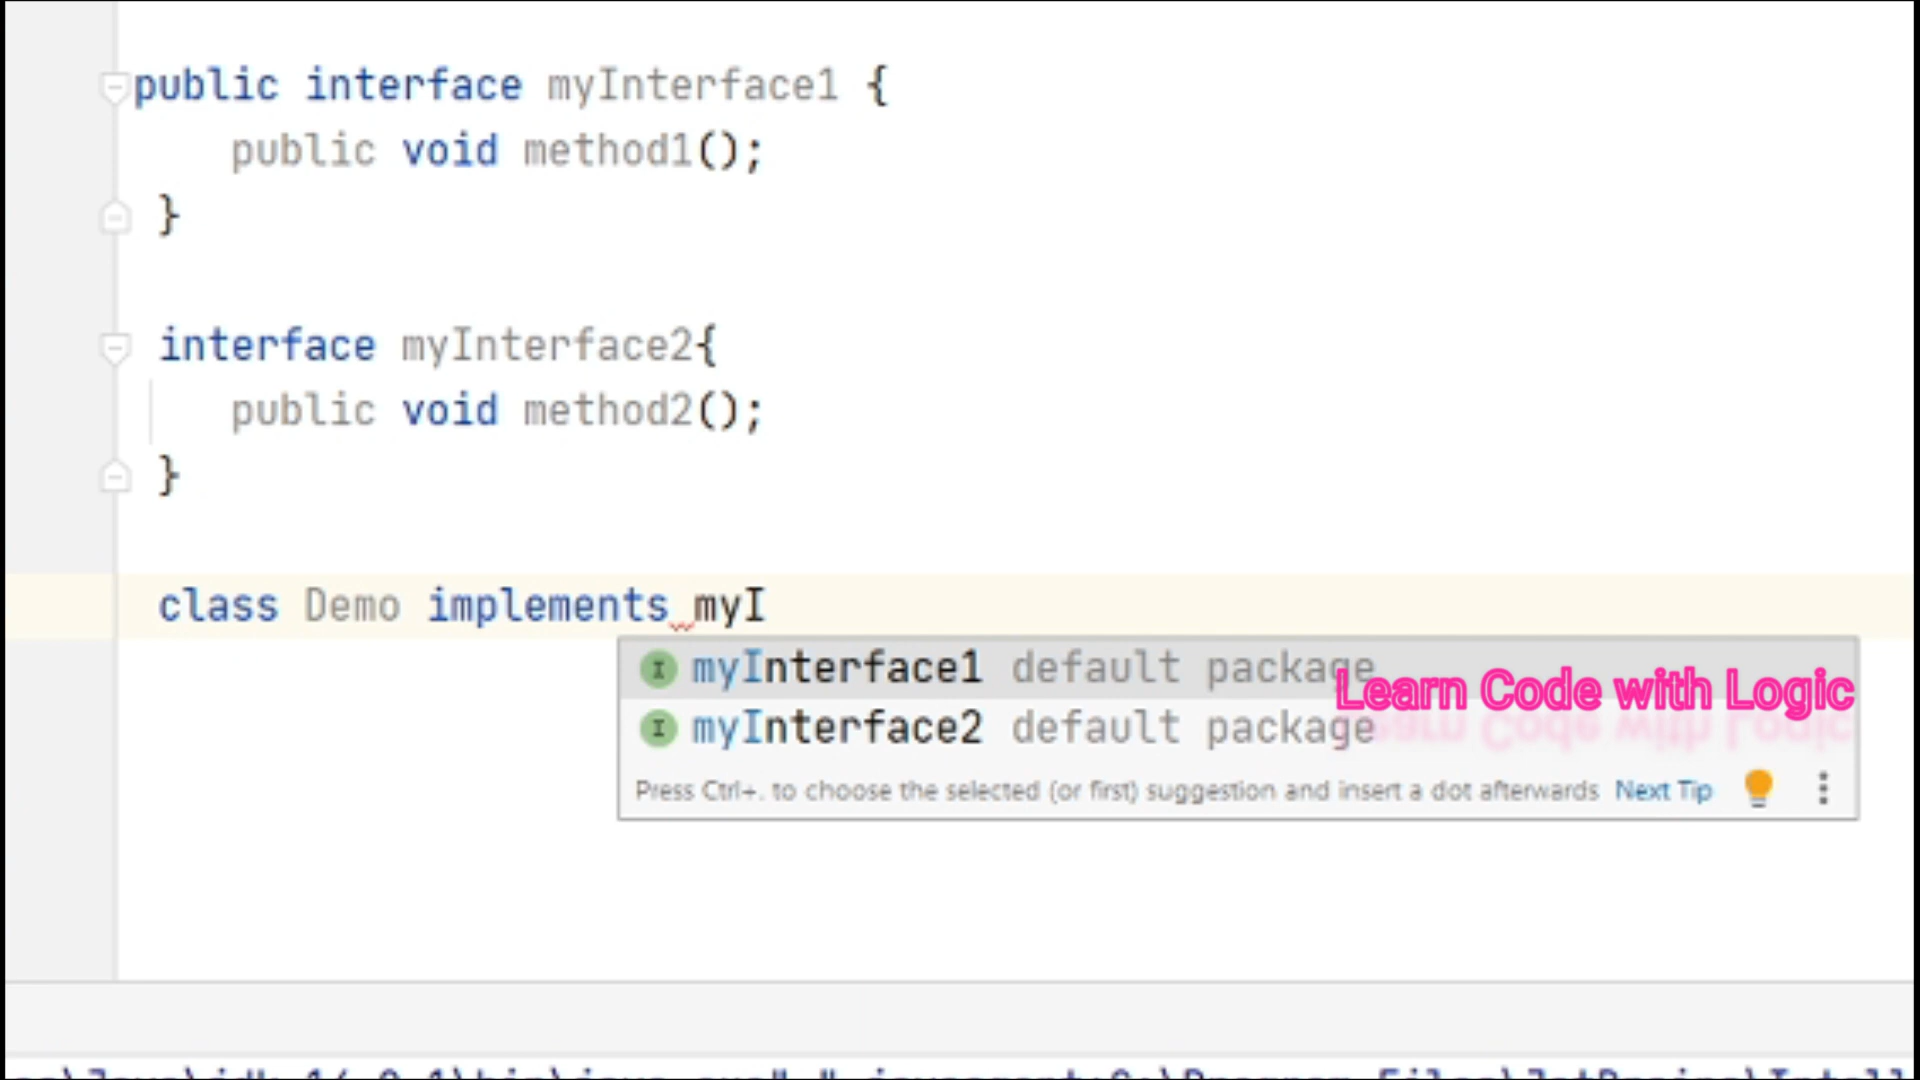 public interface myInterface1 {
public void method1();
}
interface myInterface2{
public void method2();
}
class Demo implements myI
myInterface1 default package
Learn Code with Logic
myInterface2 default package
Press Ctrl+. to choose the selected (or first) suggestion and insert a dot afterwards Next Tip